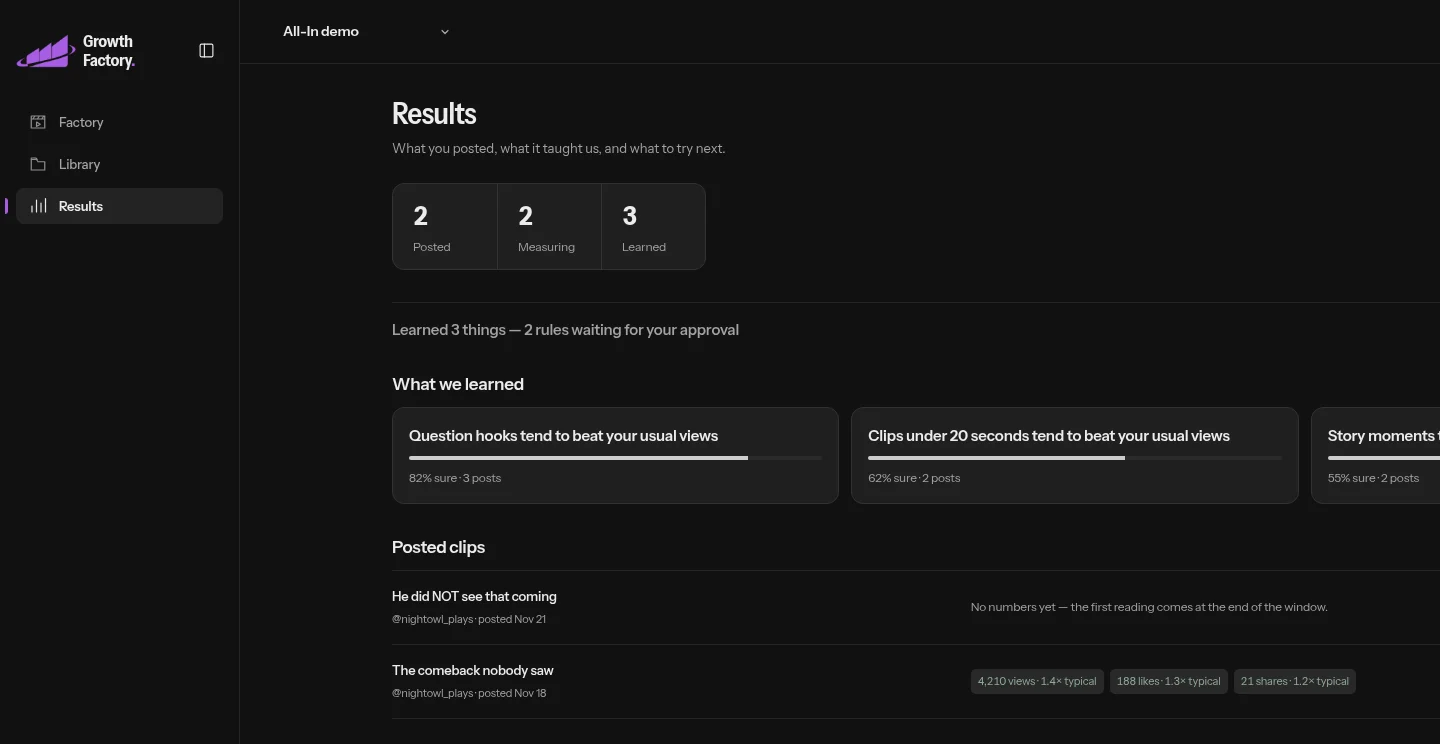 Growth
Factory.
All-In demo
Factory
Library
Results
Results
What you posted, what it taught us, and what to try next.
2
Posted
2
Measuring
3
Learned
Learned 3 things — 2 rules waiting for your approval
What we learned
Question hooks tend to beat your usual views
82% sure · 3 posts
Clips under 20 seconds tend to beat your usual views
62% sure · 2 posts
Story moments
55% sure · 2 posts
Posted clips
He did NOT see that coming
@nightowl_plays · posted Nov 21
No numbers yet — the first reading comes at the end of the window.
The comeback nobody saw
@nightowl_plays · posted Nov 18
4,210 views · 1.4× typical
188 likes · 1.3× typical
21 shares · 1.2× typical